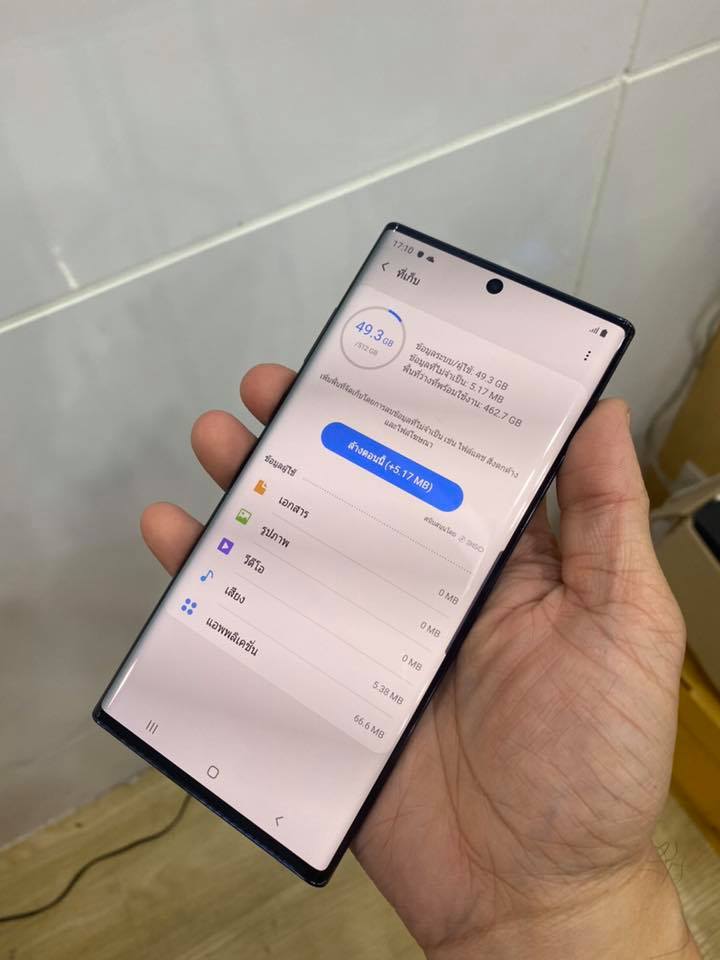 17:10
ที่เก็บ
49.3 GB
/512 GB
ข้อมูลระบบ/ผู้ใช้: 49.3 GB
ข้อมูลที่ไม่จำเป็น: 5.17 MB
พื้นที่ว่างที่พร้อมใช้งาน: 462.7 GB
เพิ่มพื้นที่จัดเก็บโดยการลบข้อมูลที่ไม่จำเป็น เช่น ไฟล์แคช สิ่งตกค้าง
และไฟล์โฆษณา
ล้างตอนนี้ (+5.17 MB)
สนับสนุนโดย 360
ข้อมูลผู้ใช้
เอกสาร 0 MB
รูปภาพ 0 MB
วิดีโอ 0 MB
เสียง 5.38 MB
แอพพลิเคชั่น 66.6 MB